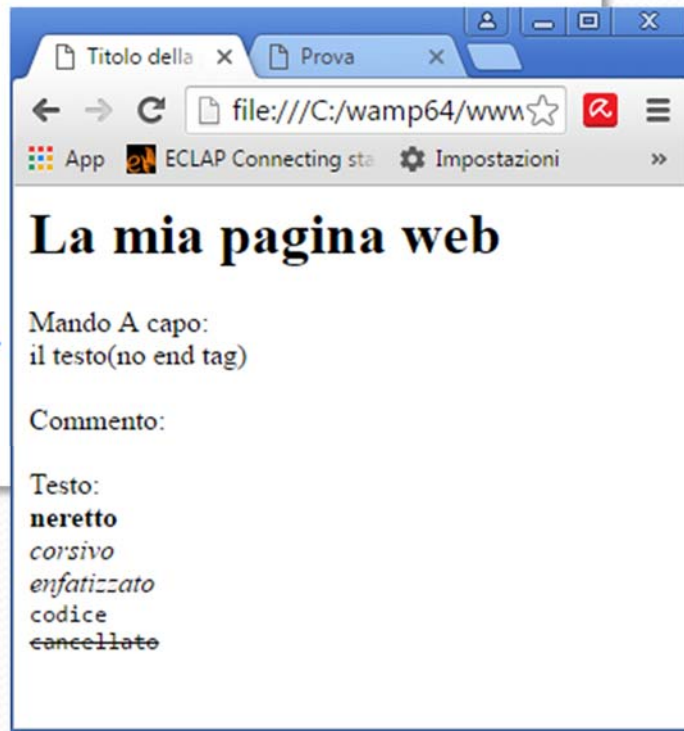 Titolo della
Prova
file:///C:/wamp64/www
App
ECLAP Connecting sta
Impostazioni
»
La mia pagina web
Mando A capo:
il testo(no end tag)
Commento:
Testo:
neretto
corsivo
enfatizzato
codice
cancellato